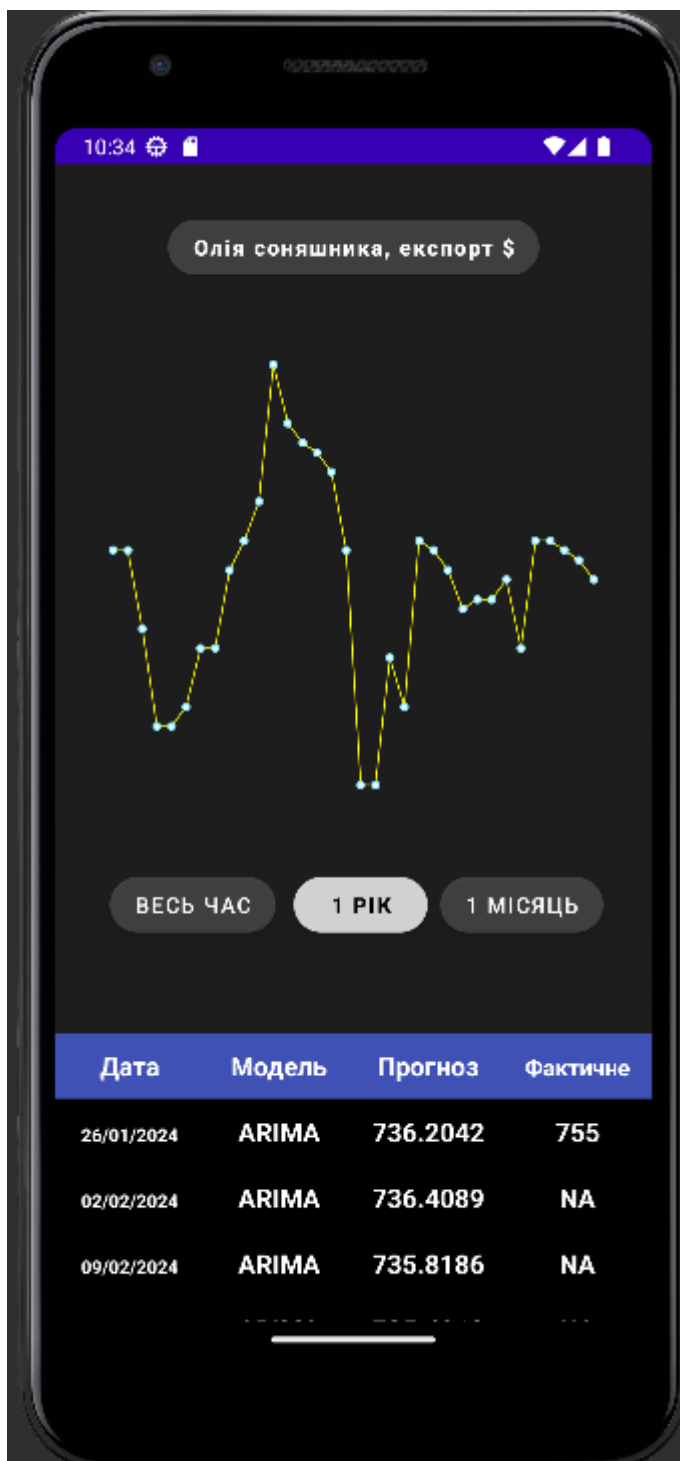 10:34
Олія соняшника, експорт $
ВЕСЬ ЧАС 1 РІК 1 МІСЯЦЬ
Дата Модель Прогноз Фактичне
26/01/2024 ARIMA 736.2042 755
02/02/2024 ARIMA 736.4089 NA
09/02/2024 ARIMA 735.8186 NA